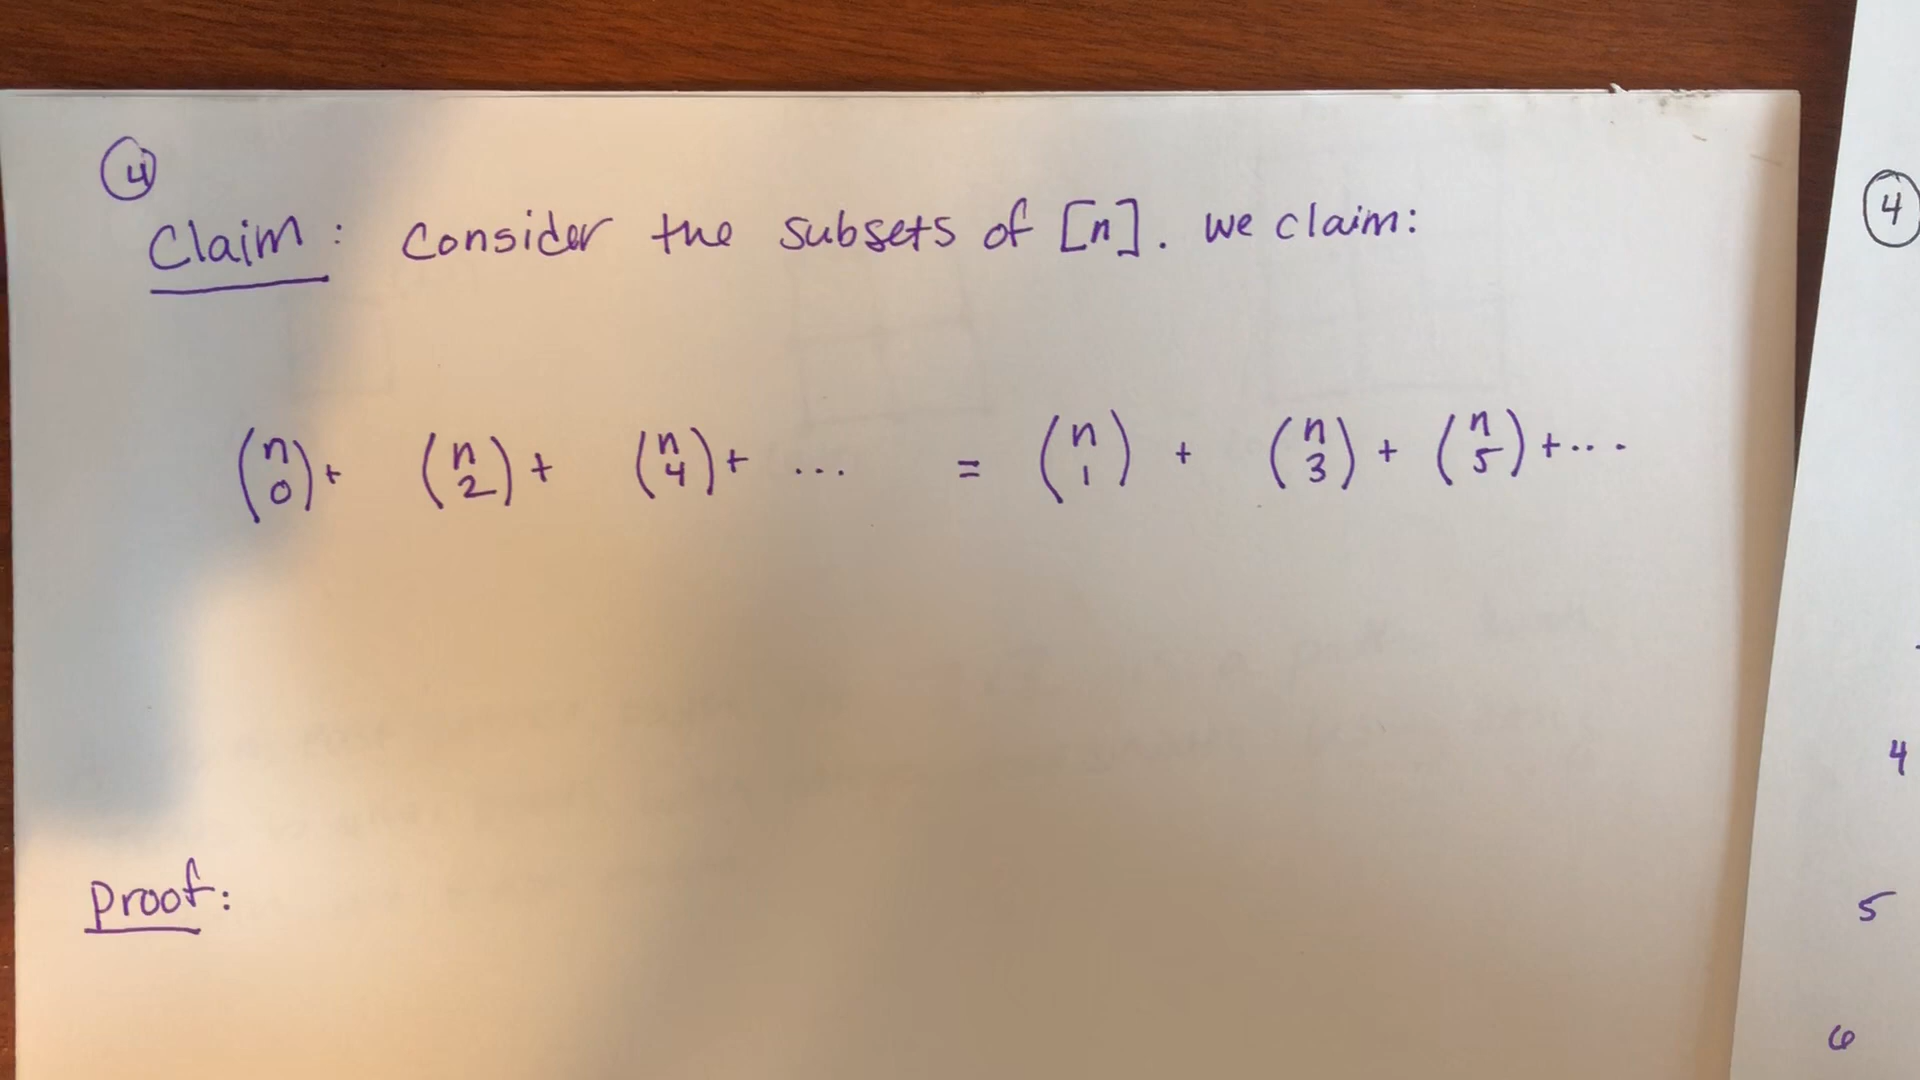 ④
Claim: Consider the subsets of [n]. we claim:
(n 0) + (n 2) + (n 4) + ... = (n 1) + (n 3) + (n 5) + ...
Proof:
④
4
5
6